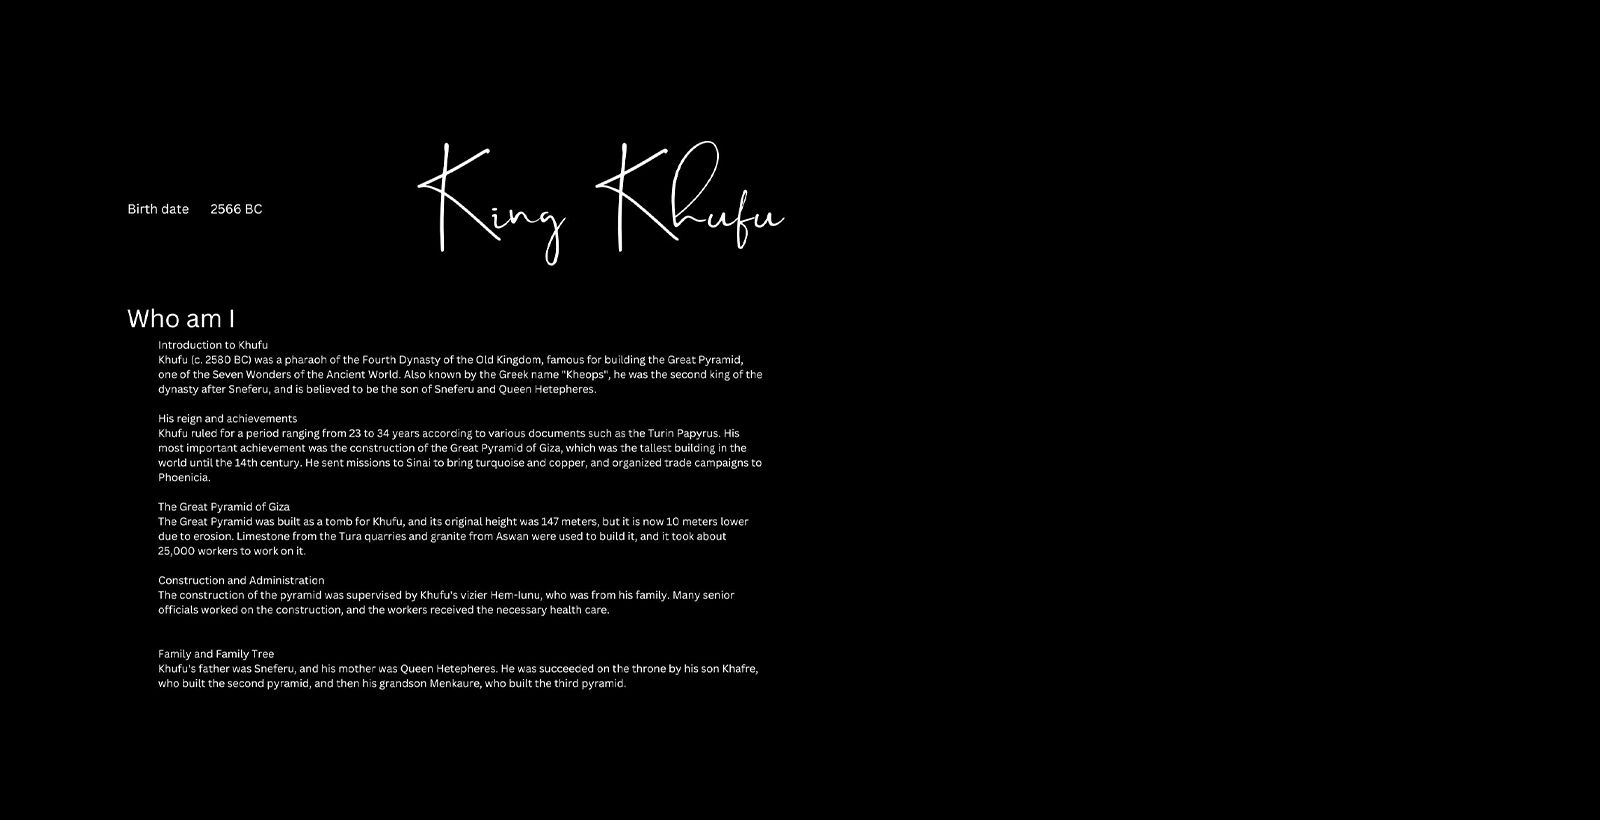 King Khufu
Birth date 2566 BC
Who am I
Introduction to Khufu
Khufu (c. 2580 BC) was a pharaoh of the Fourth Dynasty of the Old Kingdom, famous for building the Great Pyramid,
one of the Seven Wonders of the Ancient World. Also known by the Greek name "Kheops", he was the second king of the
dynasty after Sneferu, and is believed to be the son of Sneferu and Queen Hetepheres.
His reign and achievements
Khufu ruled for a period ranging from 23 to 34 years according to various documents such as the Turin Papyrus. His
most important achievement was the construction of the Great Pyramid of Giza, which was the tallest building in the
world until the 14th century. He sent missions to Sinai to bring turquoise and copper, and organized trade campaigns to
Phoenicia.
The Great Pyramid of Giza
The Great Pyramid was built as a tomb for Khufu, and its original height was 147 meters, but it is now 10 meters lower
due to erosion. Limestone from the Tura quarries and granite from Aswan were used to build it, and it took about
25,000 workers to work on it.
Construction and Administration
The construction of the pyramid was supervised by Khufu's vizier Hem-Iunu, who was from his family. Many senior
officials worked on the construction, and the workers received the necessary health care.
Family and Family Tree
Khufu's father was Sneferu, and his mother was Queen Hetepheres. He was succeeded on the throne by his son Khafre,
who built the second pyramid, and then his grandson Menkaure, who built the third pyramid.